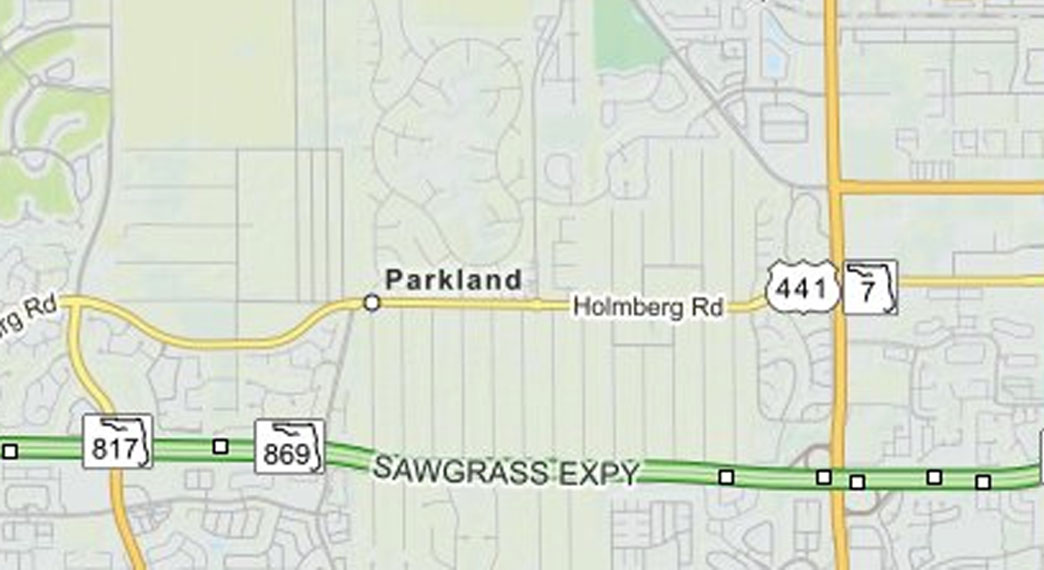 Parkland
441
7
Holmberg Rd
rg Rd
817
869
SAWGRASS EXPY